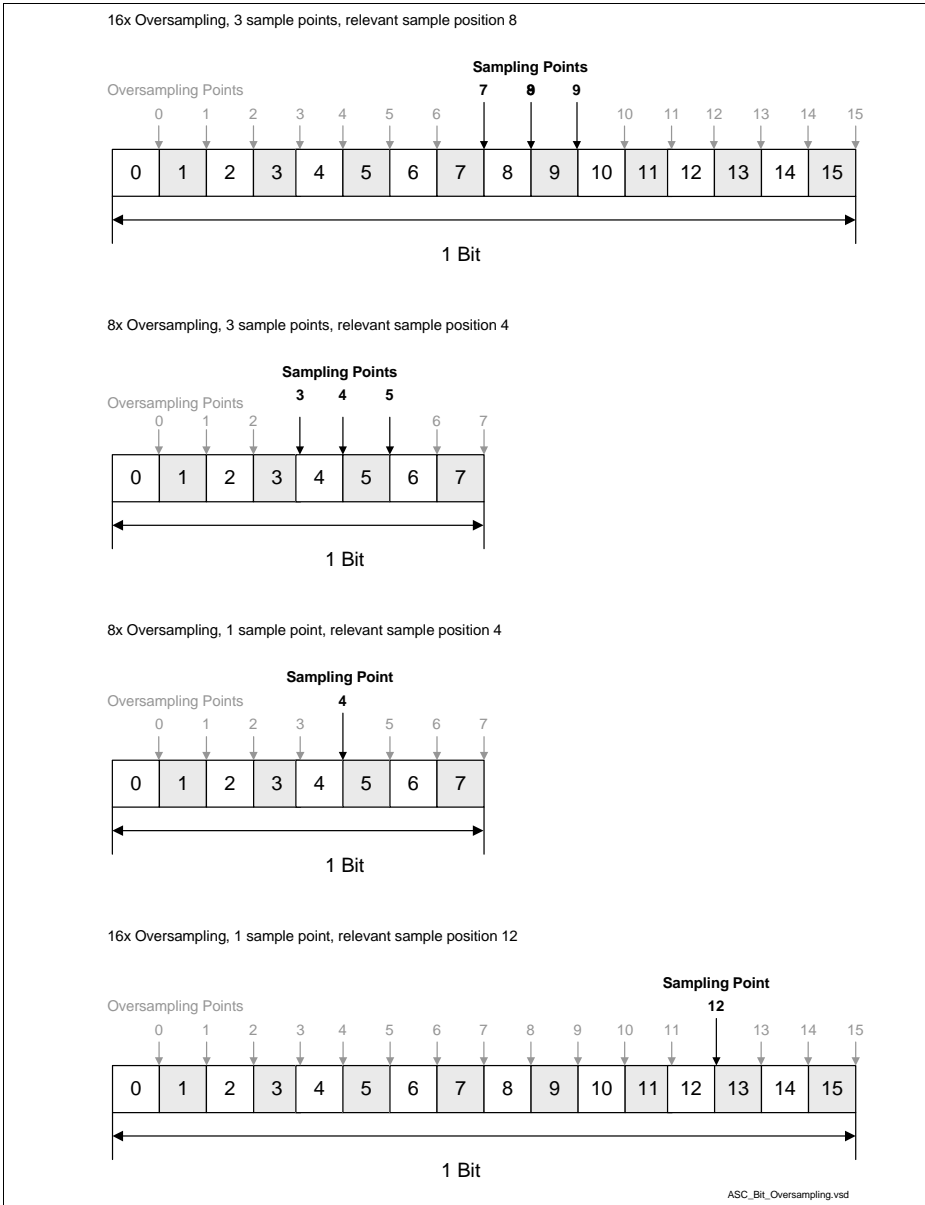 16x Oversampling, 3 sample points, relevant sample position 8
Sampling Points
7 8 9
Oversampling Points
0 1 2 3 4 5 6 10 11 12 13 14 15
0 1 2 3 4 5 6 7 8 9 10 11 12 13 14 15
1 Bit
8x Oversampling, 3 sample points, relevant sample position 4
Sampling Points
3 4 5
Oversampling Points
0 1 2 6 7
0 1 2 3 4 5 6 7
1 Bit
8x Oversampling, 1 sample point, relevant sample position 4
Sampling Point
Oversampling Points 4
0 1 2 3 5 6 7
0 1 2 3 4 5 6 7
1 Bit
16x Oversampling, 1 sample point, relevant sample position 12
Sampling Point
Oversampling Points 12
0 1 2 3 4 5 6 7 8 9 10 11 13 14 15
0 1 2 3 4 5 6 7 8 9 10 11 12 13 14 15
1 Bit
ASC_Bit_Oversampling.vsd